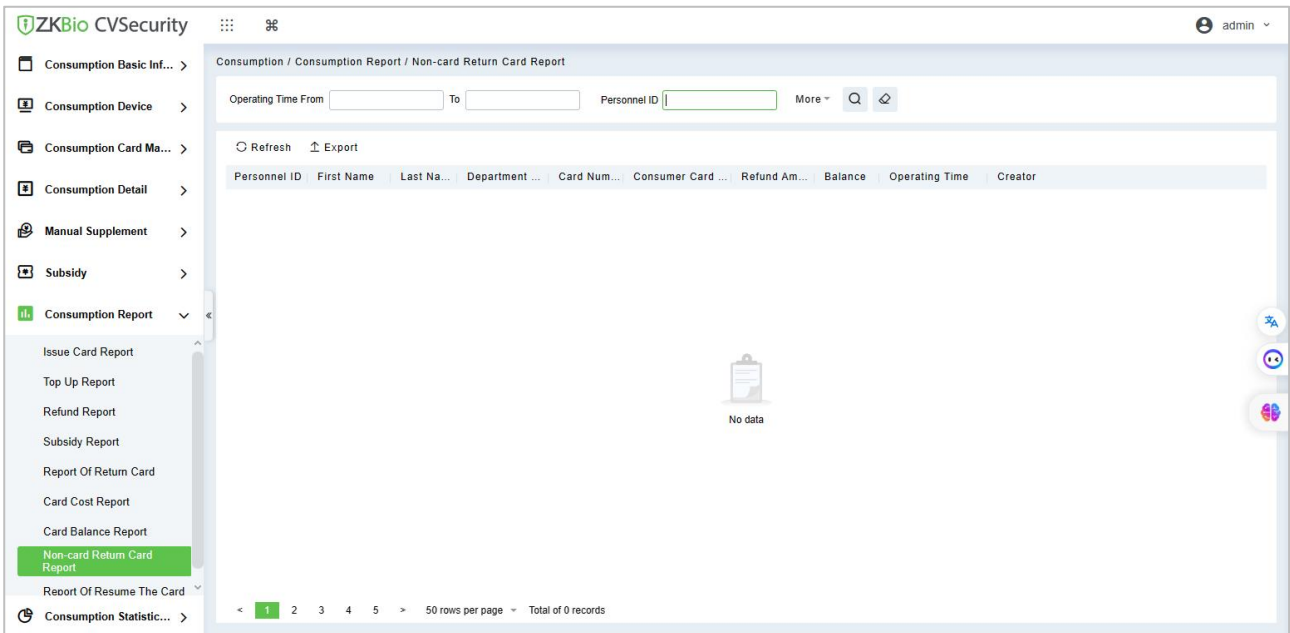 ZKBio CVSecurity
admin
Consumption Basic Inf...
Consumption Device
Consumption Card Ma...
Consumption Detail
Manual Supplement
Subsidy
Consumption Report
Issue Card Report
Top Up Report
Refund Report
Subsidy Report
Report Of Return Card
Card Cost Report
Card Balance Report
Non-card Return Card
Report
Report Of Resume The Card
Consumption Statistic...
Consumption / Consumption Report / Non-card Return Card Report
Operating Time From To Personnel ID More
Refresh Export
Personnel ID First Name Last Na... Department ... Card Num... Consumer Card ... Refund Am... Balance Operating Time Creator
No data
< 1 2 3 4 5 > 50 rows per page Total of 0 records